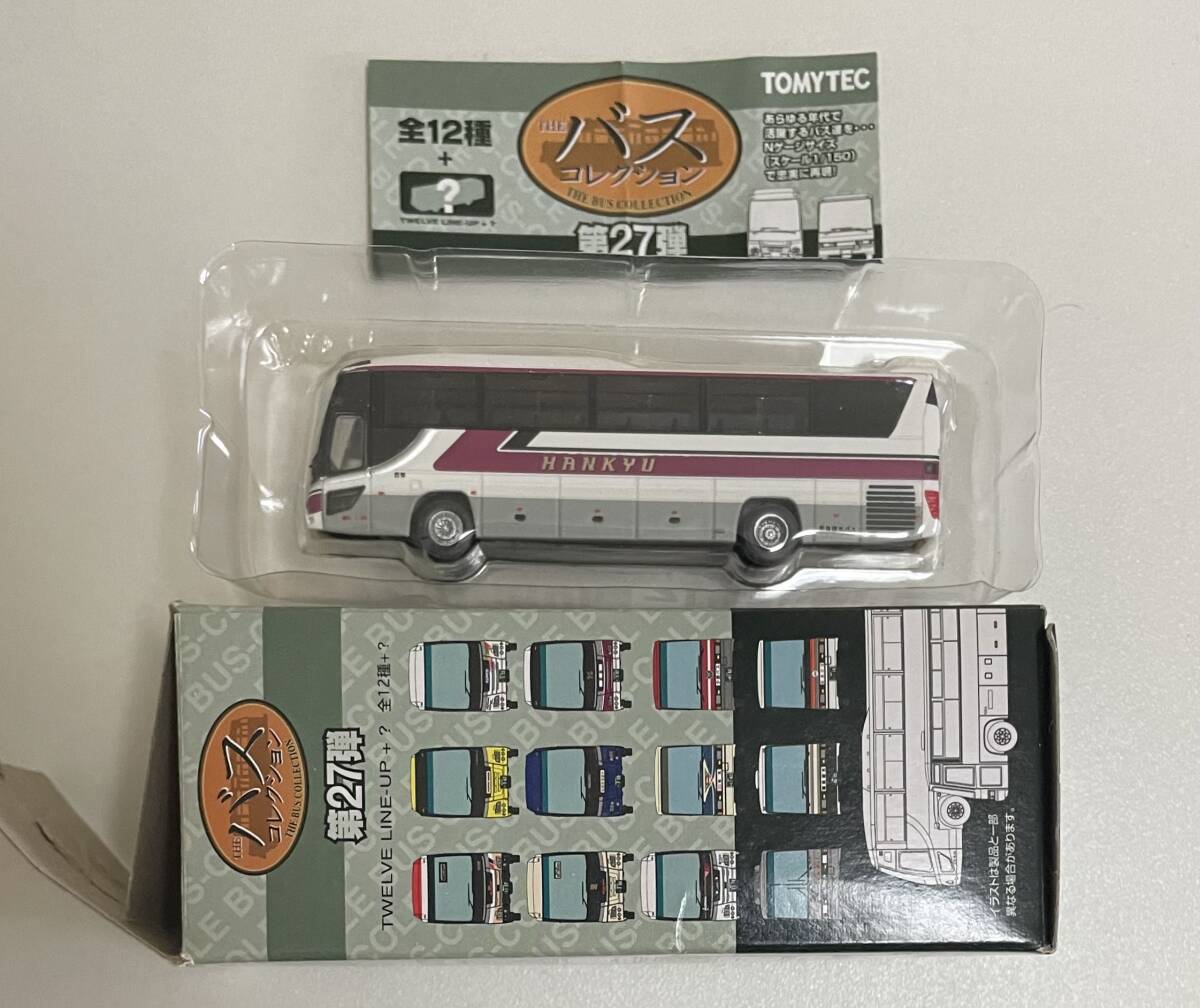 TOMYTEC
全12種
+
?
TWELVE LINE-UP + ?
THE
バス
コレクション
THE BUS COLLECTION
第27弾
あらゆる年代で
活躍するバス達を・・・
Nゲージサイズ
(スケール1/150)
で忠実に再現!
HANKYU
THE
バス
コレクション
THE BUS COLLECTION
第27弾
TWELVE LINE-UP + ? 全12種+?
イラストは製品と一部
異なる場合があります。